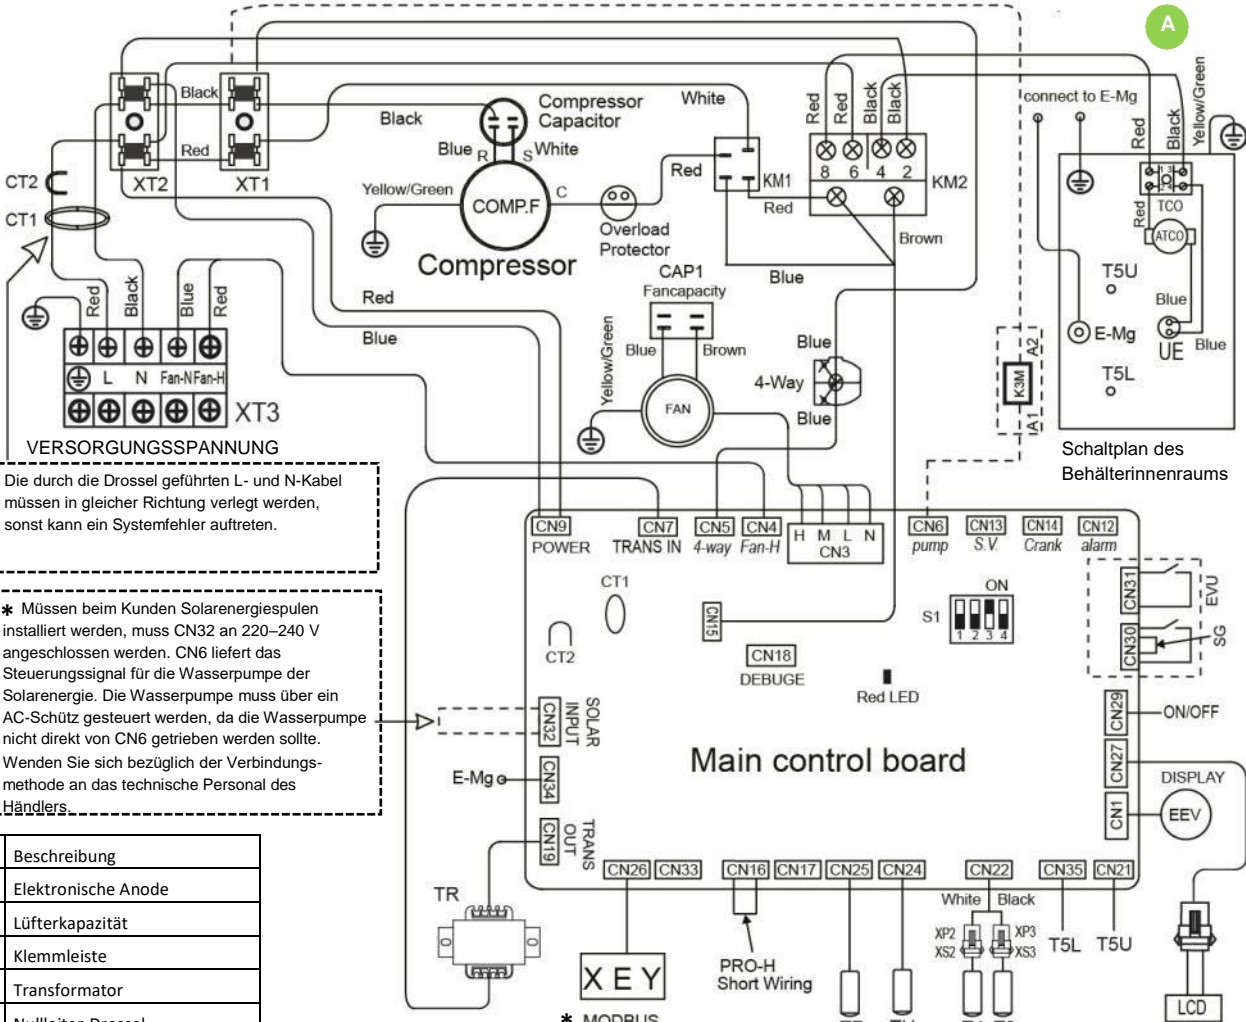 A
Black
Red
XT2
XT1
CT2
CT1
Black
Compressor
Capacitor
Blue
R
S
White
Yellow/Green
COMP.F
C
Compressor
Overload
Protector
White
Red
KM1
Red
Red
Red
Black
Black
8
6
4
2
KM2
Brown
Blue
connect to E-Mg
Red
Black
Yellow/Green
1 3
2 4
TCO
Red
ATCO
T5U
Blue
E-Mg
UE
Blue
T5L
Schaltplan des
Behälterinnenraums
Red
Black
Blue
Red
L
N
Fan-N
Fan-H
XT3
VERSORGUNGSSPANNUNG
Red
Blue
CAP1
Fancapacity
Blue
Brown
Yellow/Green
FAN
Blue
4-Way
Blue
A2
K3M
A1
Die durch die Drossel geführten L- und N-Kabel
müssen in gleicher Richtung verlegt werden,
sonst kann ein Systemfehler auftreten.
* Müssen beim Kunden Solarenergiespulen
installiert werden, muss CN32 an 220–240 V
angeschlossen werden. CN6 liefert das
Steuerungssignal für die Wasserpumpe der
Solarenergie. Die Wasserpumpe muss über ein
AC-Schütz gesteuert werden, da die Wasserpumpe
nicht direkt von CN6 getrieben werden sollte.
Wenden Sie sich bezüglich der Verbindungs-
methode an das technische Personal des
Händlers.
CN9
POWER
CN7
TRANS IN
CN5
4-way
CN4
Fan-H
H M L N
CN3
CN6
pump
CN13
S.V.
CN14
Crank
CN12
alarm
CT1
CT2
CN15
CN18
DEBUGE
S1
ON
1 2 3 4
Red LED
CN31
EVU
CN30
SG
CN29
ON/OFF
CN27
DISPLAY
CN1
EEV
CN32
SOLAR
INPUT
E-Mg
CN34
CN19
TRANS
OUT
Main control board
CN26
CN33
CN16
CN17
CN25
CN24
CN22
CN35
CN21
White
Black
XP2
XS2
XP3
XS3
T5L
T5U
TR
X E Y
* MODBUS
PRO-H
Short Wiring
LCD
Beschreibung
Elektronische Anode
Lüfterkapazität
Klemmleiste
Transformator